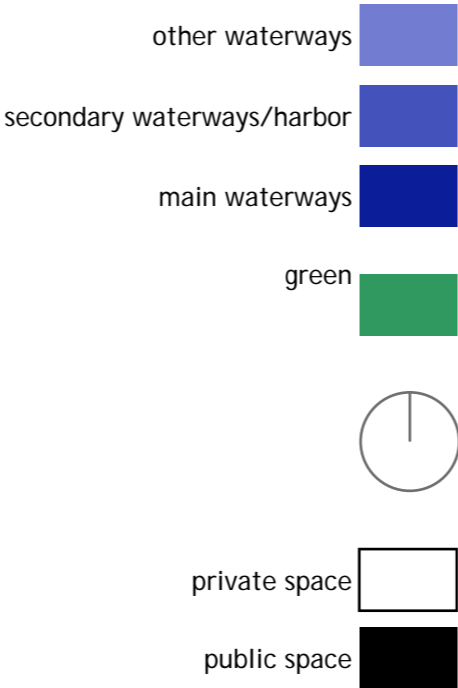 other waterways
secondary waterways/harbor
main waterways
green
private space
public space